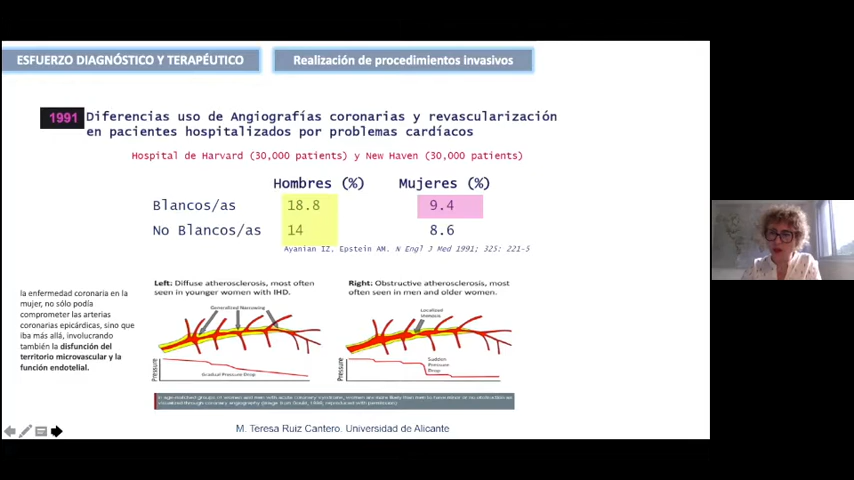 ESFUERZO DIAGNÓSTICO Y TERAPÉUTICO
Realización de procedimientos invasivos
1991
Diferencias uso de Angiografías coronarias y revascularización
en pacientes hospitalizados por problemas cardíacos
Hospital de Harvard (30,000 patients) y New Haven (30,000 patients)
Hombres (%) Mujeres (%)
Blancos/as 18.8 9.4
No Blancos/as 14 8.6
Ayanian IZ, Epstein AM. N Engl J Med 1991; 325: 221-5
la enfermedad coronaria en la
mujer, no sólo podía
comprometer las arterias
coronarias epicárdicas, sino que
iba más allá, involucrando
también la disfunción del
territorio microvascular y la
función endotelial.
Left: Diffuse atherosclerosis, most often
seen in younger women with IHD.
Generalized Narrowing
Pressure
Gradual Pressure Drop
Right: Obstructive atherosclerosis, most
often seen in men and older women.
Localized
Stenosis
Pressure
Sudden
Pressure
Drop
M. Teresa Ruiz Cantero. Universidad de Alicante